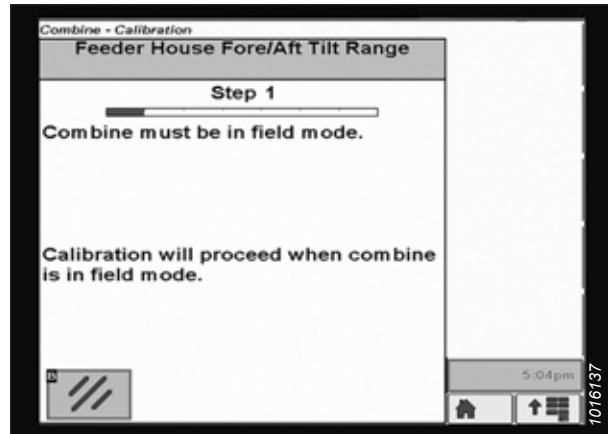 Combine - Calibration
Feeder House Fore/Aft Tilt Range
Step 1
Combine must be in field mode.
Calibration will proceed when combine
is in field mode.
B
5:04pm
1016137